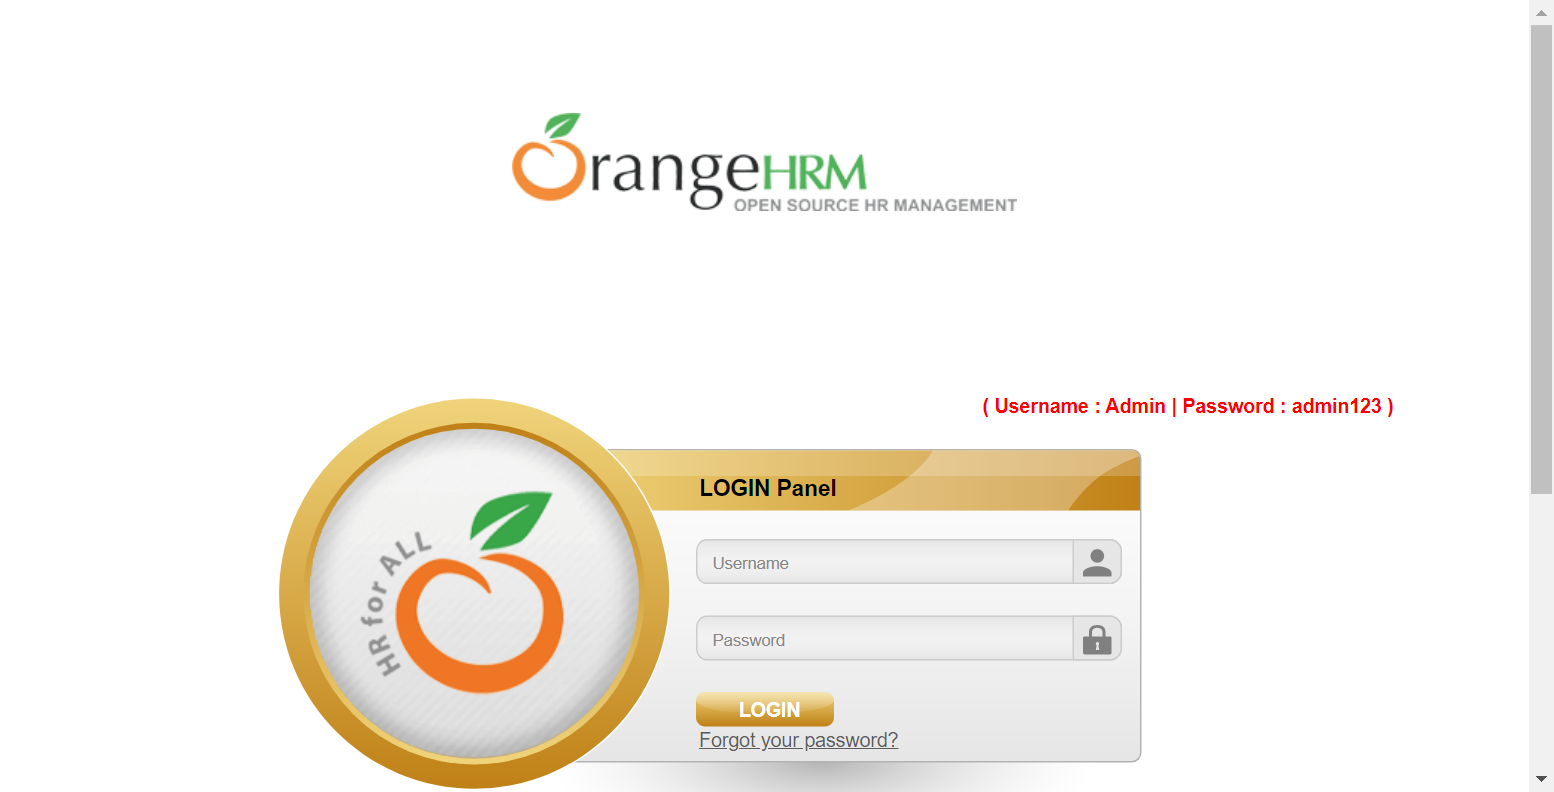 OrangeHRM
OPEN SOURCE HR MANAGEMENT
( Username : Admin | Password : admin123 )
LOGIN Panel
HR for ALL
Username
Password
LOGIN
Forgot your password?